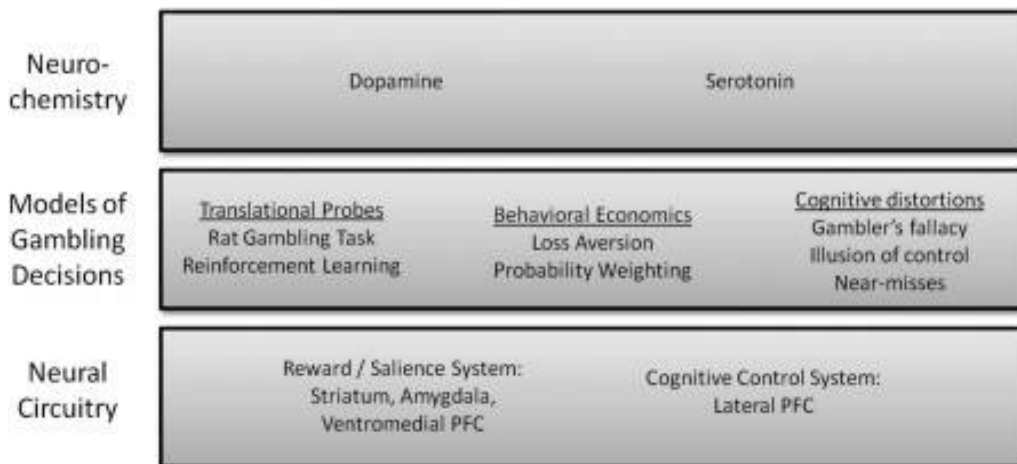 Neuro-
chemistry
Dopamine
Serotonin
Models of
Gambling
Decisions
Translational Probes
Rat Gambling Task
Reinforcement Learning
Behavioral Economics
Loss Aversion
Probability Weighting
Cognitive distortions
Gambler's fallacy
Illusion of control
Near-misses
Neural
Circuitry
Reward / Salience System:
Striatum, Amygdala,
Ventromedial PFC
Cognitive Control System:
Lateral PFC